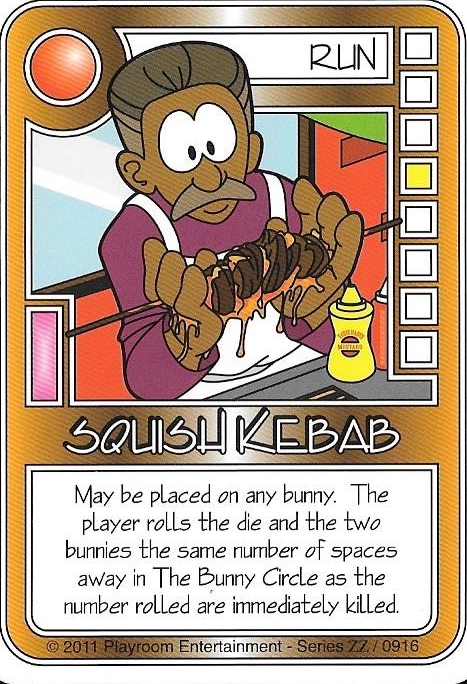 RUN
MUSTARD
SQUISH KEBAB
May be placed on any bunny. The
player rolls the die and the two
bunnies the same number of spaces
away in The Bunny Circle as the
number rolled are immediately killed.
© 2011 Playroom Entertainment - Series ZZ / 0916